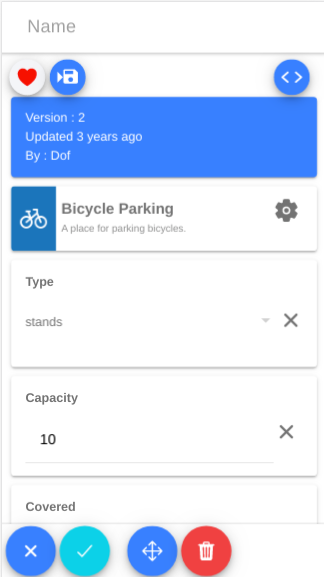 Name
Version : 2
Updated 3 years ago
By : Dof
Bicycle Parking
A place for parking bicycles.
Type
stands
Capacity
10
Covered